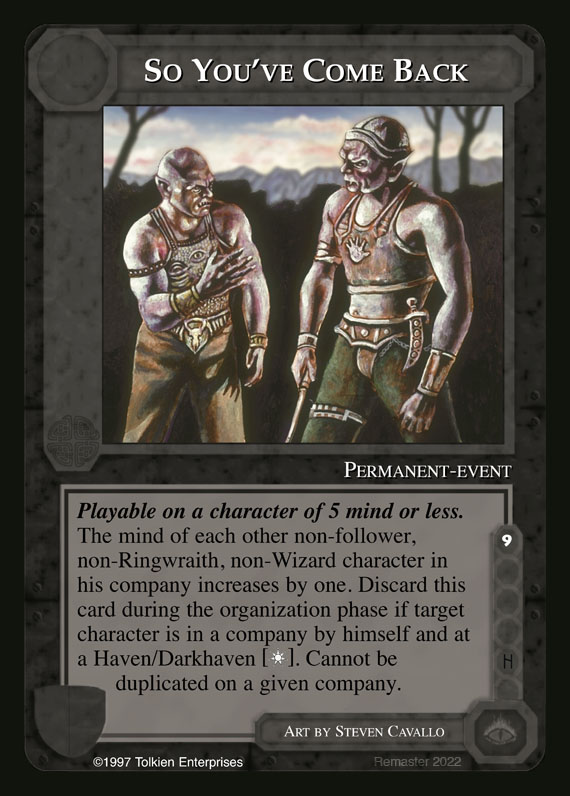 So You've Come Back
Permanent-event
Playable on a character of 5 mind or less.
The mind of each other non-follower,
non-Ringwraith, non-Wizard character in
his company increases by one. Discard this
card during the organization phase if target
character is in a company by himself and at
a Haven/Darkhaven [☀]. Cannot be
duplicated on a given company.
9
H
Art by Steven Cavallo
©1997 Tolkien Enterprises
Remaster 2022